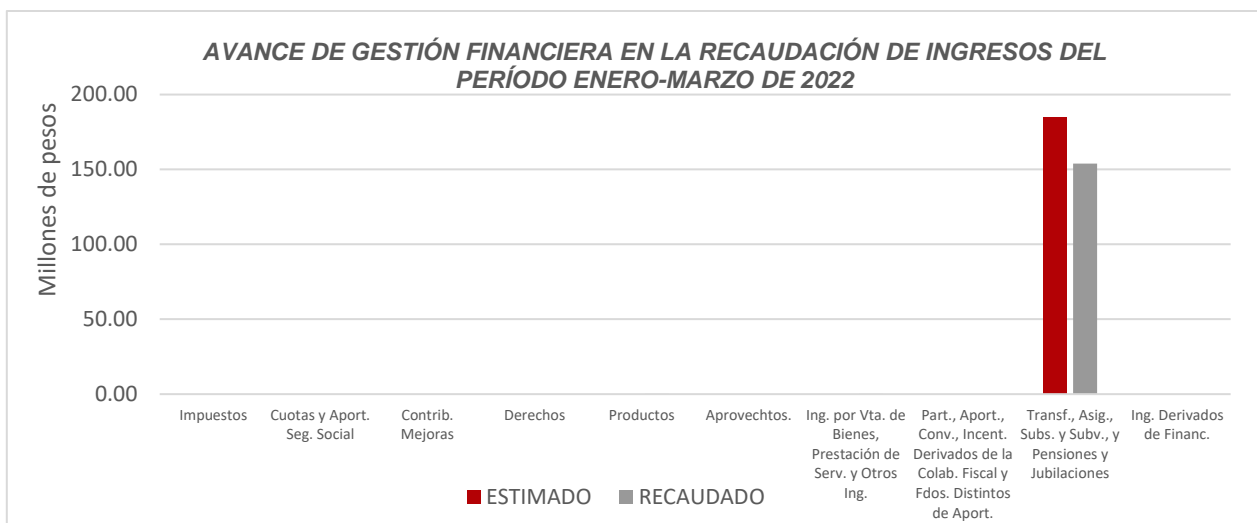 AVANCE DE GESTIÓN FINANCIERA EN LA RECAUDACIÓN DE INGRESOS DEL
PERÍODO ENERO-MARZO DE 2022
Millones de pesos
200.00
150.00
100.00
50.00
0.00
Impuestos
Cuotas y Aport.
Seg. Social
Contrib.
Mejoras
Derechos
Productos
Aprovechtos.
Ing. por Vta. de
Bienes,
Prestación de
Serv. y Otros
Ing.
Part., Aport.,
Conv., Incent.
Derivados de la
Colab. Fiscal y
Fdos. Distintos
de Aport.
Transf., Asig.,
Subs. y Subv., y
Pensiones y
Jubilaciones
Ing. Derivados
de Financ.
ESTIMADO
RECAUDADO